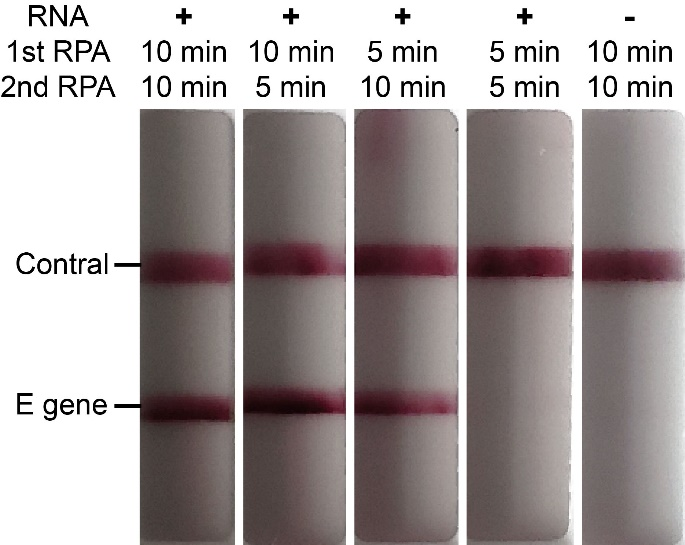 RNA + + + + -
1st RPA 10 min 10 min 5 min 5 min 10 min
2nd RPA 10 min 5 min 10 min 5 min 10 min
Contral
E gene